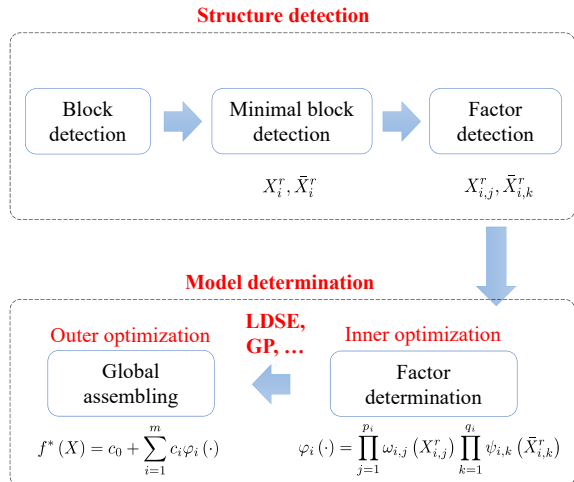 Structure detection
Block
detection
Minimal block
detection
Factor
detection
X_i^r, \bar{X}_i^r
X_{i,j}^r, \bar{X}_{i,k}^r
Model determination
Outer optimization
LDSE,
GP, …
Inner optimization
Global
assembling
Factor
determination
f^* (X) = c_0 + \sum_{i=1}^{m} c_i \varphi_i (\cdot)
\varphi_i (\cdot) = \prod_{j=1}^{p_i} \omega_{i,j} (X_{i,j}^r) \prod_{k=1}^{q_i} \psi_{i,k} (\bar{X}_{i,k}^r)